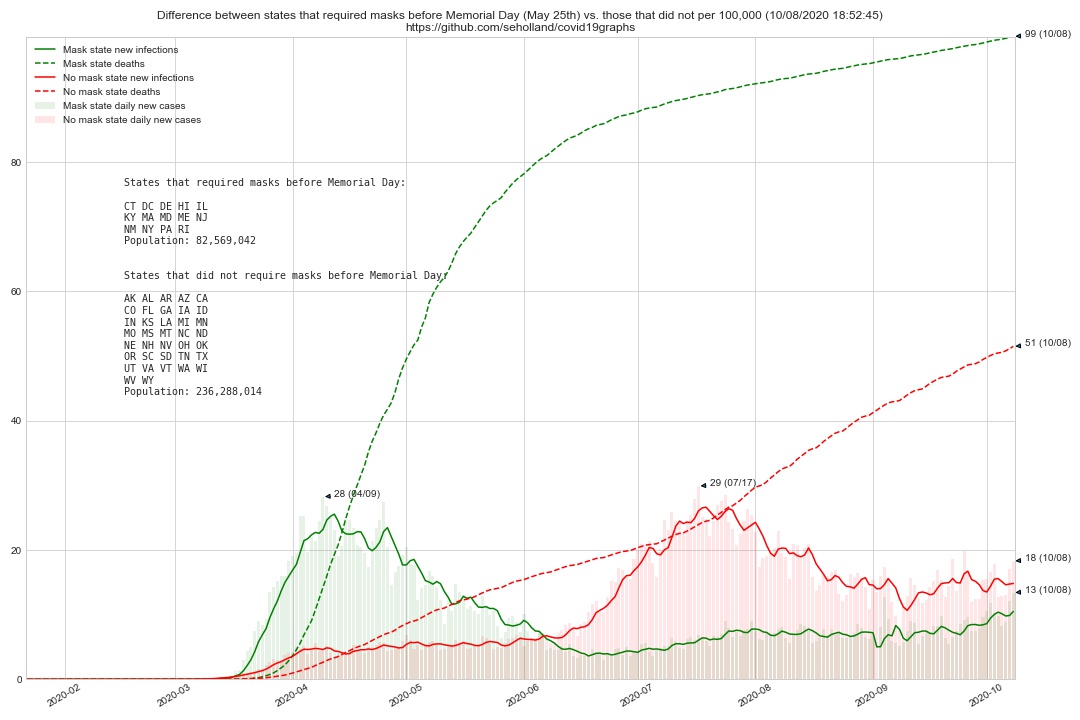 Difference between states that required masks before Memorial Day (May 25th) vs. those that did not per 100,000 (10/08/2020 18:52:45)
https://github.com/seholland/covid19graphs
99 (10/08)
Mask state new infections
Mask state deaths
No mask state new infections
No mask state deaths
Mask state daily new cases
No mask state daily new cases
80
States that required masks before Memorial Day:
CT DC DE HI IL
KY MA MD ME NJ
NM NY PA RI
Population: 82,569,042
States that did not require masks before Memorial Day:
60
AK AL AR AZ CA
CO FL GA IA ID
IN KS LA MI MN
MO MS MT NC ND
NE NH NV OH OK
OR SC SD TN TX
UT VA VT WA WI
WV WY
Population: 236,288,014
51 (10/08)
40
28 (04/09)
29 (07/17)
20
18 (10/08)
13 (10/08)
0
2020-02
2020-03
2020-04
2020-05
2020-06
2020-07
2020-08
2020-09
2020-10